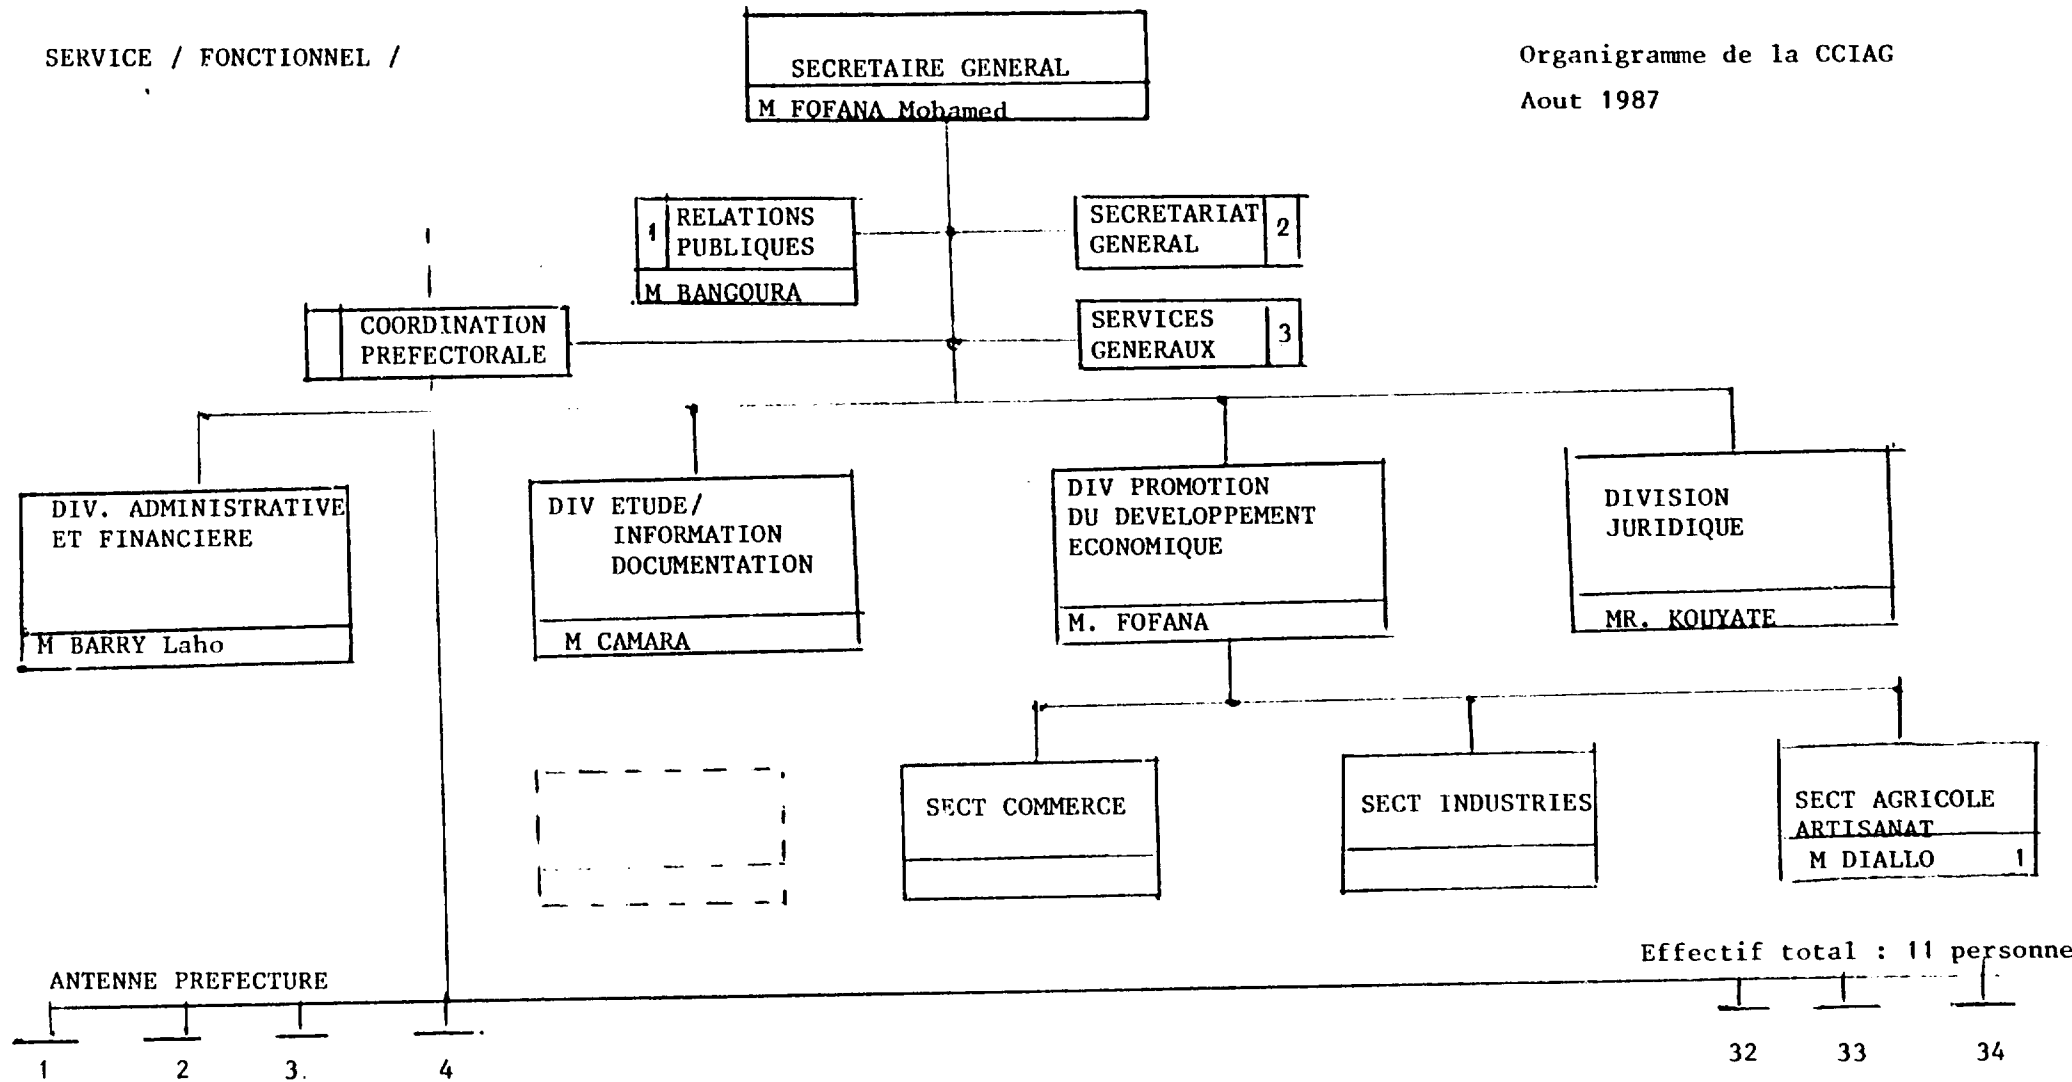 SERVICE / FONCTIONNEL /
Organigramme de la CCIAG
Aout 1987
SECRETAIRE GENERAL
M FOFANA Mohamed
1
RELATIONS
PUBLIQUES
M BANGOURA
SECRETARIAT
GENERAL
2
COORDINATION
PREFECTORALE
SERVICES
GENERAUX
3
DIV. ADMINISTRATIVE
ET FINANCIERE
M BARRY Laho
DIV ETUDE/
INFORMATION
DOCUMENTATION
M CAMARA
DIV PROMOTION
DU DEVELOPPEMENT
ECONOMIQUE
M. FOFANA
DIVISION
JURIDIQUE
MR. KOUYATE
SECT COMMERCE
SECT INDUSTRIES
SECT AGRICOLE
ARTISANAT
M DIALLO 1
Effectif total : 11 personne
ANTENNE PREFECTURE
1
2
3.
4
32
33
34